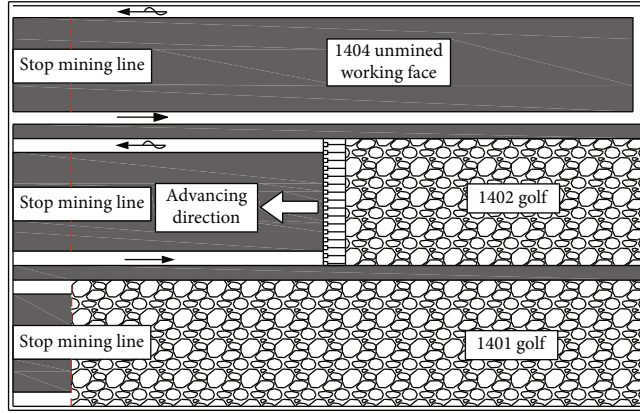 Stop mining line
1404 unmined
working face
Stop mining line
Advancing
direction
1402 golf
Stop mining line
1401 golf